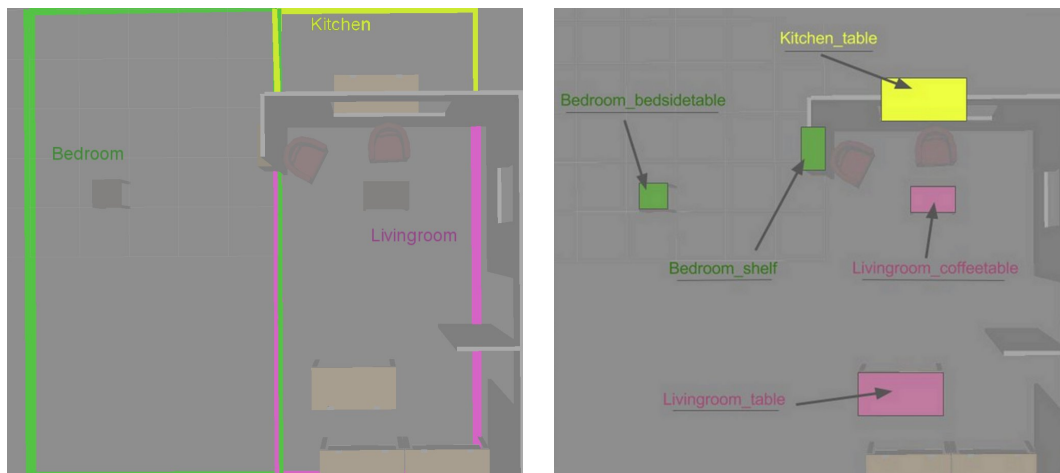 Kitchen
Bedroom
Livingroom
Kitchen_table
Bedroom_bedsidetable
Bedroom_shelf
Livingroom_coffeetable
Livingroom_table